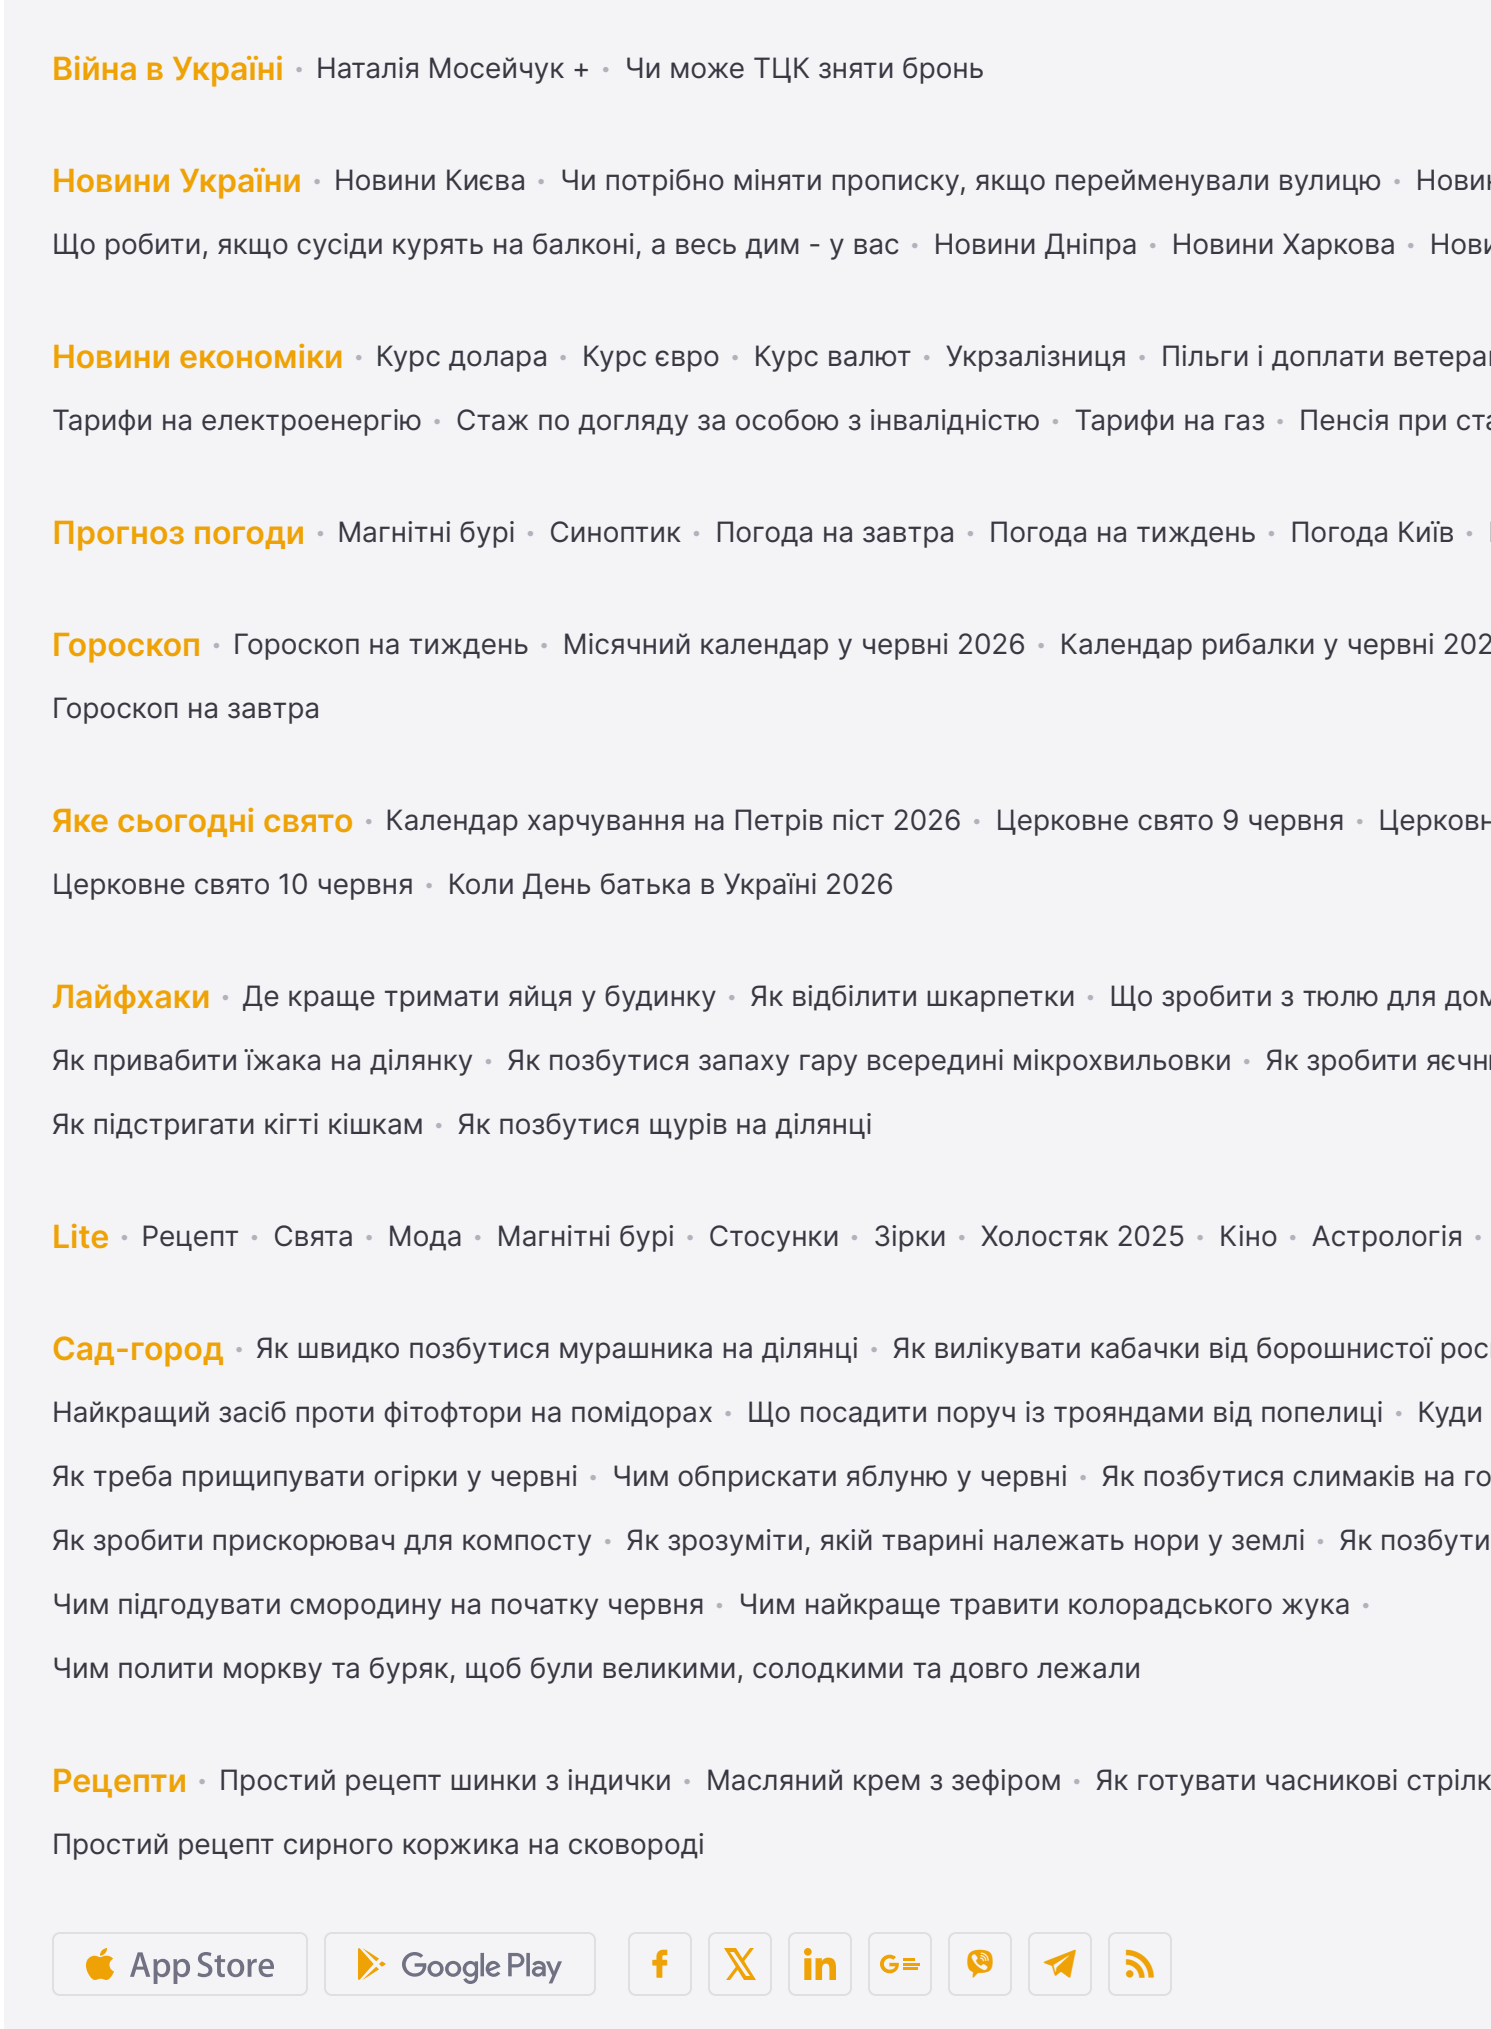 Війна в Україні • Наталія Мосейчук + • Чи може ТЦК зняти бронь
Новини України • Новини Києва • Чи потрібно міняти прописку, якщо перейменували вулицю •
Що робити, якщо сусіди курять на балконі, а весь дим - у вас • Новини Дніпра • Новини Харкова •
Новини економіки • Курс долара • Курс євро • Курс валют • Укрзалізниця • Пільги і доплати
Тарифи на електроенергію • Стаж по догляду за особою з інвалідністю • Тарифи на газ • Пенсія при
Прогноз погоди • Магнітні бурі • Синоптик • Погода на завтра • Погода на тиждень • Погода Київ •
Гороскоп • Гороскоп на тиждень • Місячний календар у червні 2026 • Календар рибалки у червні
Гороскоп на завтра
Яке сьогодні свято • Календар харчування на Петрів піст 2026 • Церковне свято 9 червня •
Церковне свято 10 червня • Коли День батька в Україні 2026
Лайфхаки • Де краще тримати яйця у будинку • Як відбілити шкарпетки • Що зробити з тюлю для
Як привабити їжака на ділянку • Як позбутися запаху гару всередині мікрохвильовки • Як зробити
Як підстригати кігті кішкам • Як позбутися щурів на ділянці
Lite • Рецепт • Свята • Мода • Магнітні бурі • Стосунки • Зірки • Холостяк 2025 • Кіно • Астрологія •
Сад-город • Як швидко позбутися мурашника на ділянці • Як вилікувати кабачки від борошнистої
Найкращий засіб проти фітофтори на помідорах • Що посадити поруч із трояндами від попелиці • Куди
Як треба прищипувати огірки у червні • Чим обприскати яблуню у червні • Як позбутися слимаків на
Як зробити прискорювач для компосту • Як зрозуміти, якій тварині належать нори у землі • Як
Чим підгодувати смородину на початку червня • Чим найкраще травити колорадського жука •
Чим полити моркву та буряк, щоб були великими, солодкими та довго лежали
Рецепти • Простий рецепт шинки з індички • Масляний крем з зефіром • Як готувати часникові
Простий рецепт сирного коржика на сковороді
App Store Google Play